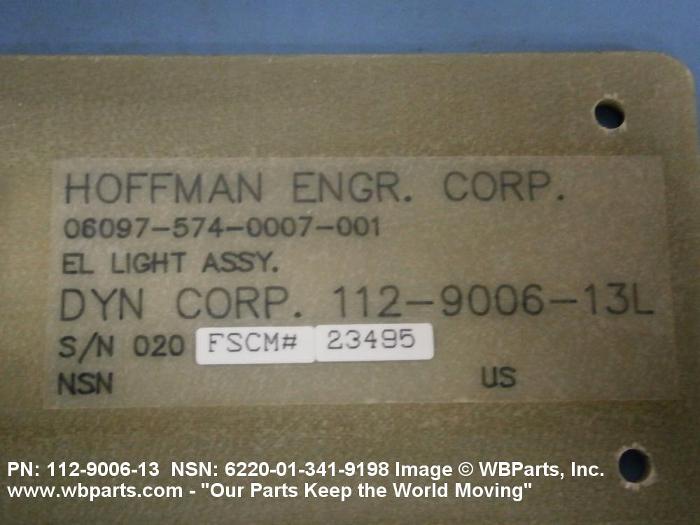 HOFFMAN ENGR. CORP.
06097-574-0007-001
EL LIGHT ASSY.
DYN CORP. 112-9006-13L
S/N 020 FSCM# 23495
NSN US
PN: 112-9006-13 NSN: 6220-01-341-9198 Image © WBParts, Inc.
www.wbparts.com - "Our Parts Keep the World Moving"